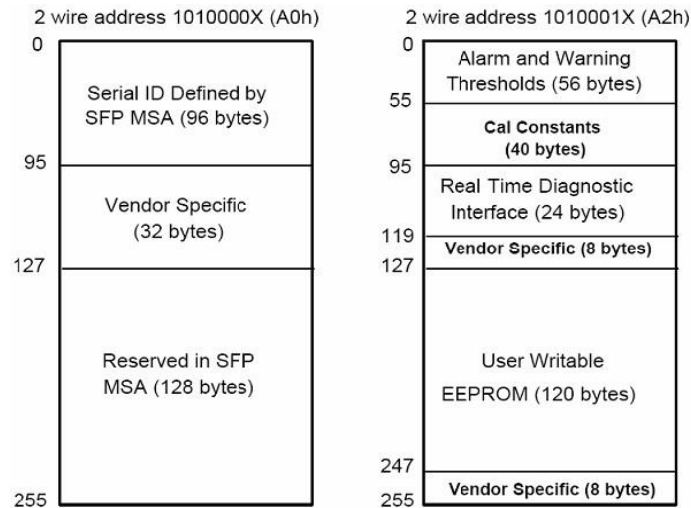 2 wire address 1010000X (A0h)
0
Serial ID Defined by
SFP MSA (96 bytes)
95
Vendor Specific
(32 bytes)
127
Reserved in SFP
MSA (128 bytes)
255
2 wire address 1010001X (A2h)
0
Alarm and Warning
Thresholds (56 bytes)
55
Cal Constants
(40 bytes)
95
Real Time Diagnostic
Interface (24 bytes)
119
Vendor Specific (8 bytes)
127
User Writable
EEPROM (120 bytes)
247
Vendor Specific (8 bytes)
255